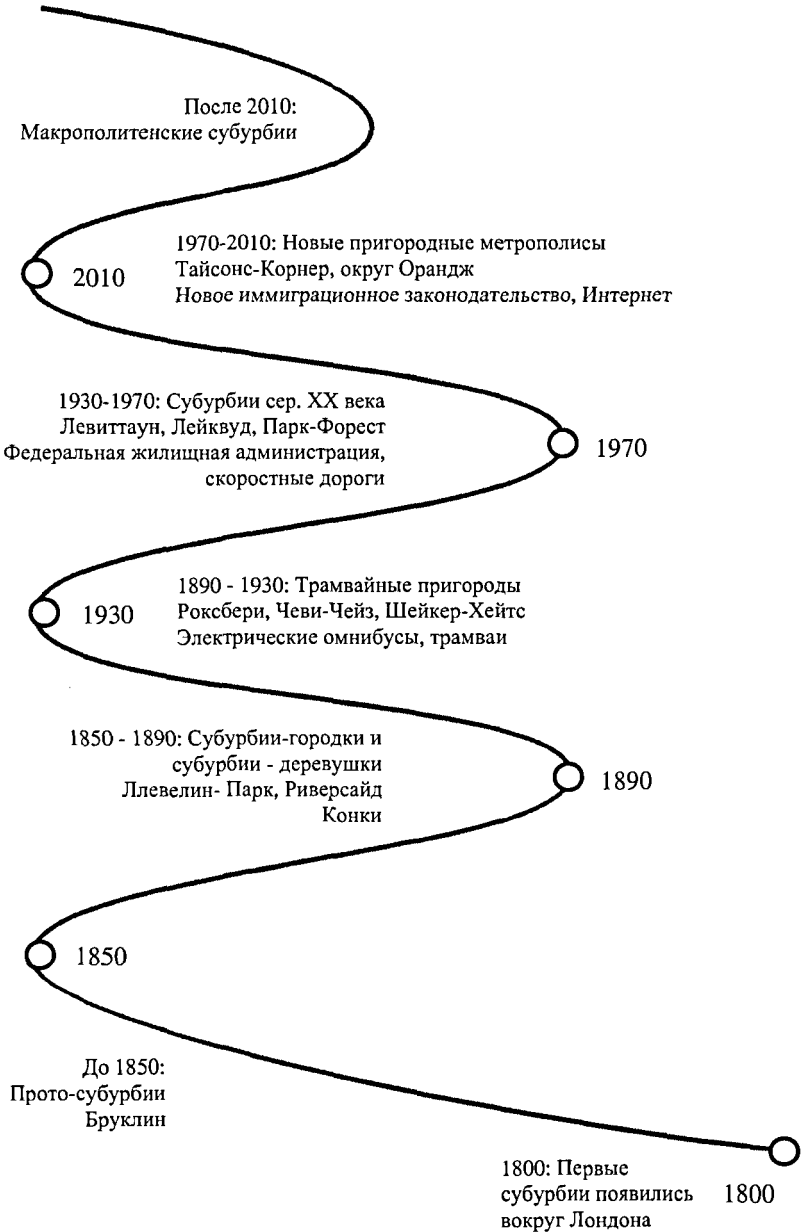 После 2010:
Макрополитенские субурбии
1970-2010: Новые пригородные метрополисы
Тайсонс-Корнер, округ Орандж
Новое иммиграционное законодательство, Интернет
2010
1930-1970: Субурбии сер. XX века
Левиттаун, Лейквуд, Парк-Форест
Федеральная жилищная администрация,
скоростные дороги
1970
1890 - 1930: Трамвайные пригороды
Роксбери, Чеви-Чейз, Шейкер-Хейтс
Электрические омнибусы, трамваи
1930
1850 - 1890: Субурбии-городки и
субурбии - деревушки
Ллевелин- Парк, Риверсайд
Конки
1890
1850
До 1850:
Прото-субурбии
Бруклин
1800: Первые
субурбии появились
вокруг Лондона
1800